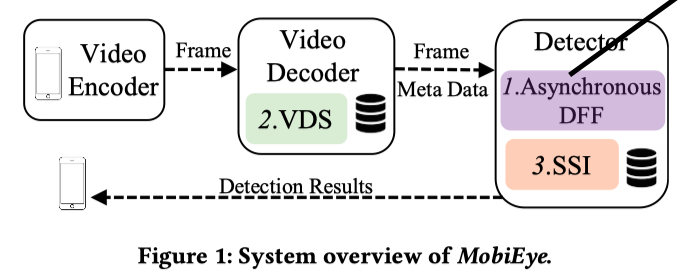 Video
Encoder
Frame
Video
Decoder
2.VDS
Frame
Meta Data
Detector
1.Asynchronous
DFF
3.SSI
Detection Results
Figure 1: System overview of MobiEye.